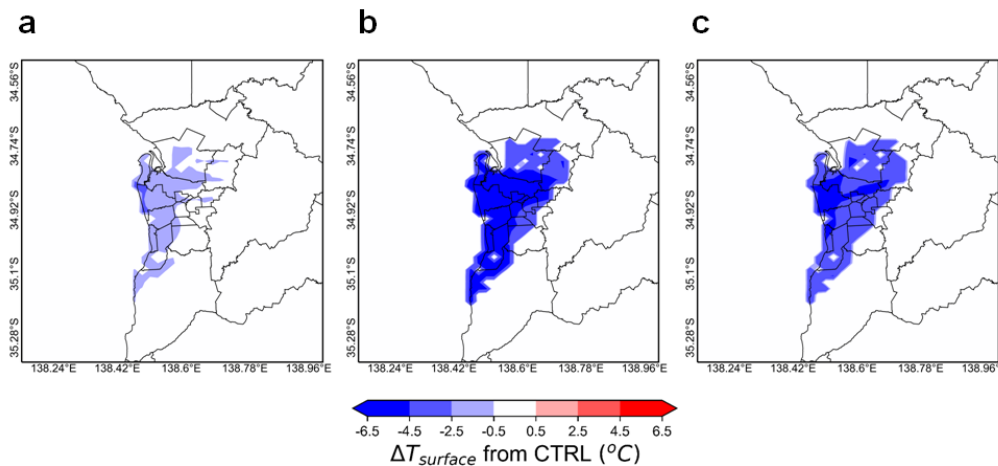 a b c
34.56°S 34.56°S 34.56°S
34.74°S 34.74°S 34.74°S
34.92°S 34.92°S 34.92°S
35.1°S 35.1°S 35.1°S
35.28°S 35.28°S 35.28°S
138.24°E 138.42°E 138.6°E 138.78°E 138.96°E 138.24°E 138.42°E 138.6°E 138.78°E 138.96°E 138.24°E 138.42°E 138.6°E 138.78°E 138.96°E
-6.5 -4.5 -2.5 -0.5 0.5 2.5 4.5 6.5
ΔT_surface from CTRL (°C)